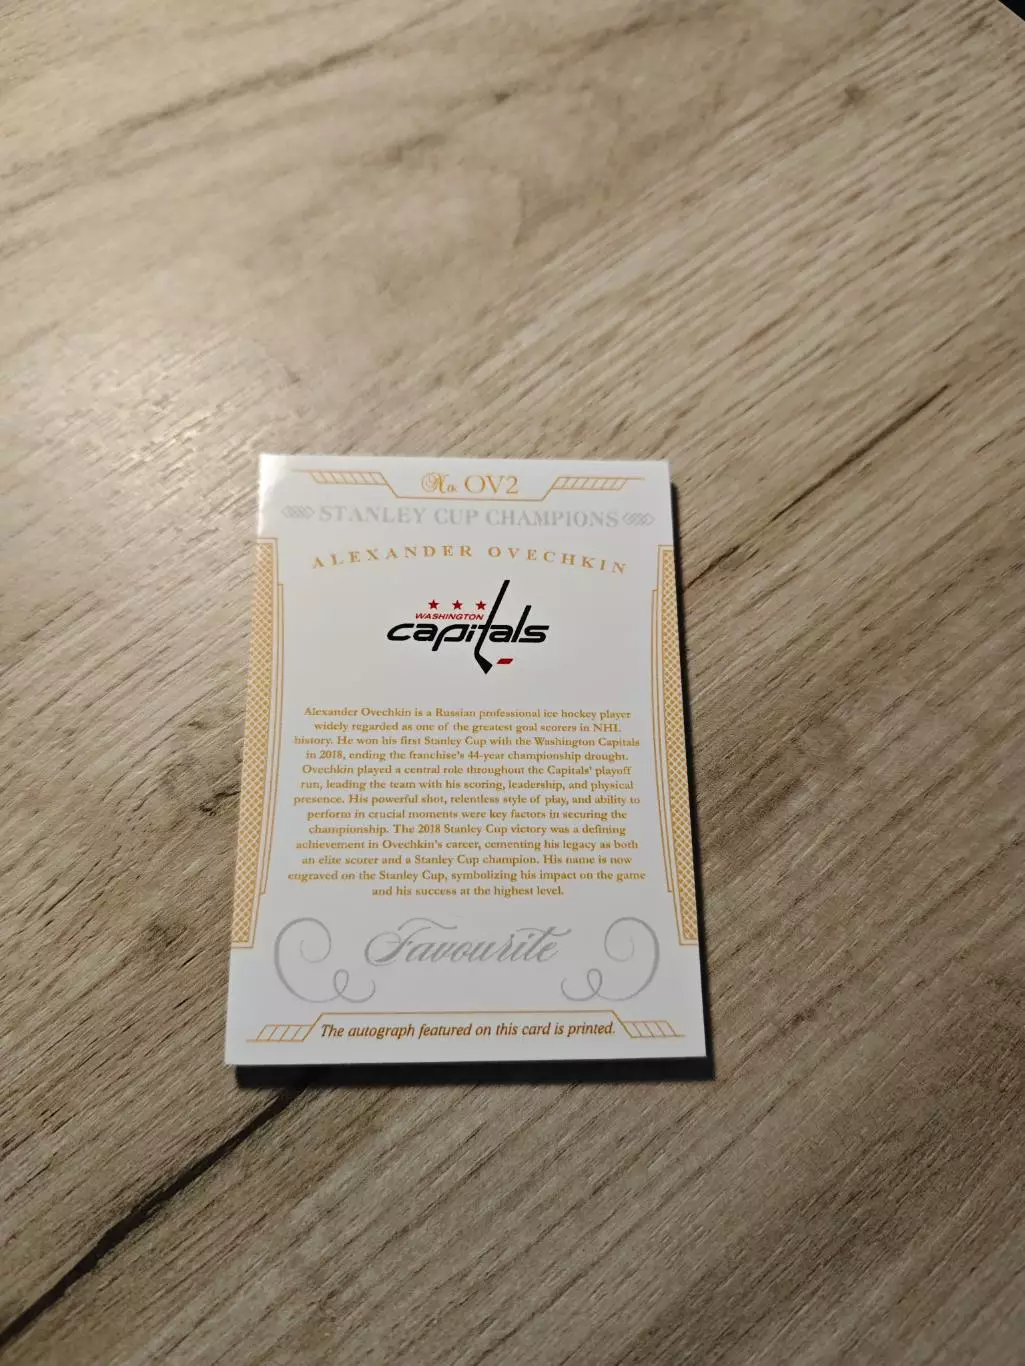 No. OV2
STANLEY CUP CHAMPIONS
ALEXANDER OVECHKIN
WASHINGTON
capitals
Alexander Ovechkin is a Russian professional ice hockey player
widely regarded as one of the greatest goal scorers in NHL
history. He won his first Stanley Cup with the Washington Capitals
in 2018, ending the franchise's 44-year championship drought.
Ovechkin played a central role throughout the Capitals' playoff
run, leading the team with his scoring, leadership, and physical
presence. His powerful shot, relentless style of play, and ability to
perform in crucial moments were key factors in securing the
championship. The 2018 Stanley Cup victory was a defining
achievement in Ovechkin's career, cementing his legacy as both
an elite scorer and a Stanley Cup champion. His name is now
engraved on the Stanley Cup, symbolizing his impact on the game
and his success at the highest level.
Favourite
The autograph featured on this card is printed.